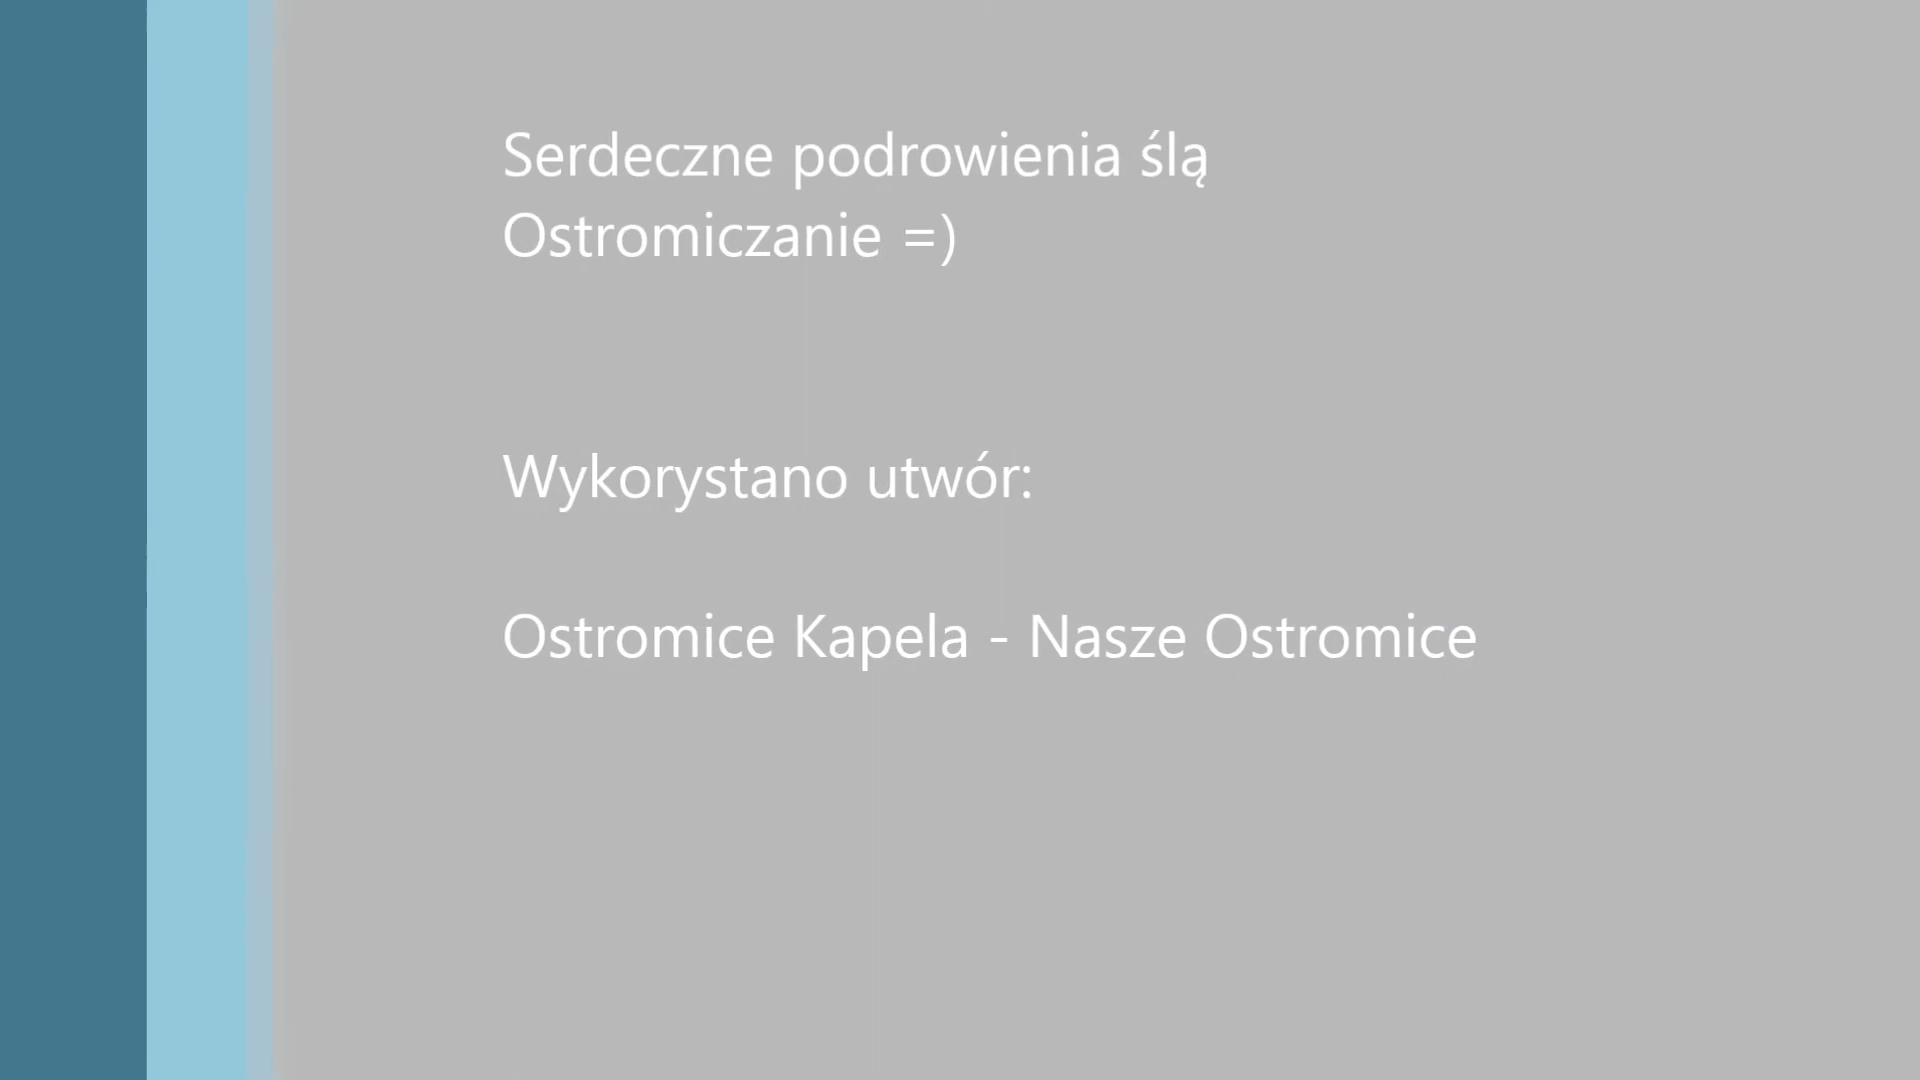 Serdeczne podrowienia ślą
Ostromiczanie =)
Wykorystano utwór:
Ostromice Kapela - Nasze Ostromice